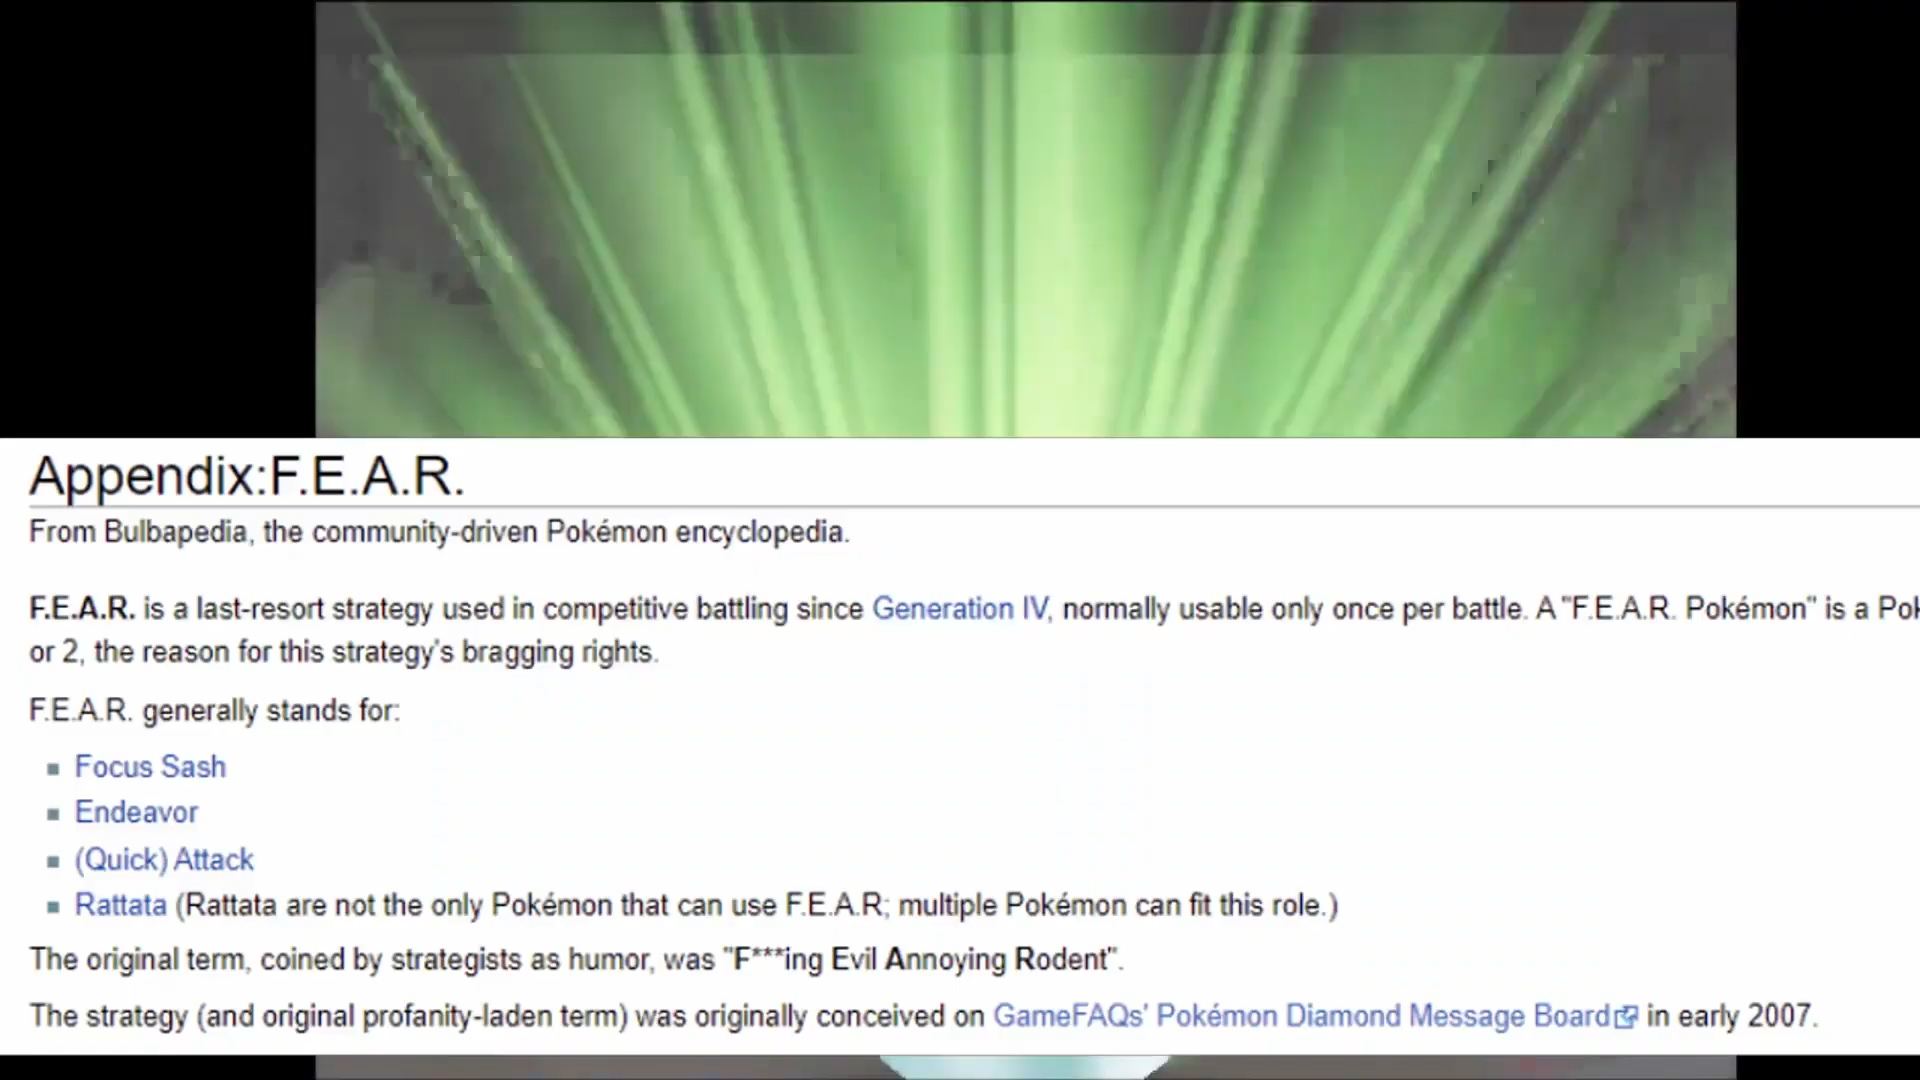 Appendix:F.E.A.R.
From Bulbapedia, the community-driven Pokémon encyclopedia.
F.E.A.R. is a last-resort strategy used in competitive battling since Generation IV, normally usable only once per battle. A "F.E.A.R. Pokémon" is a
or 2, the reason for this strategy's bragging rights.
F.E.A.R. generally stands for:
Focus Sash
Endeavor
(Quick) Attack
Rattata (Rattata are not the only Pokémon that can use F.E.A.R; multiple Pokémon can fit this role.)
The original term, coined by strategists as humor, was "F***ing Evil Annoying Rodent".
The strategy (and original profanity-laden term) was originally conceived on GameFAQs' Pokémon Diamond Message Board in early 2007.